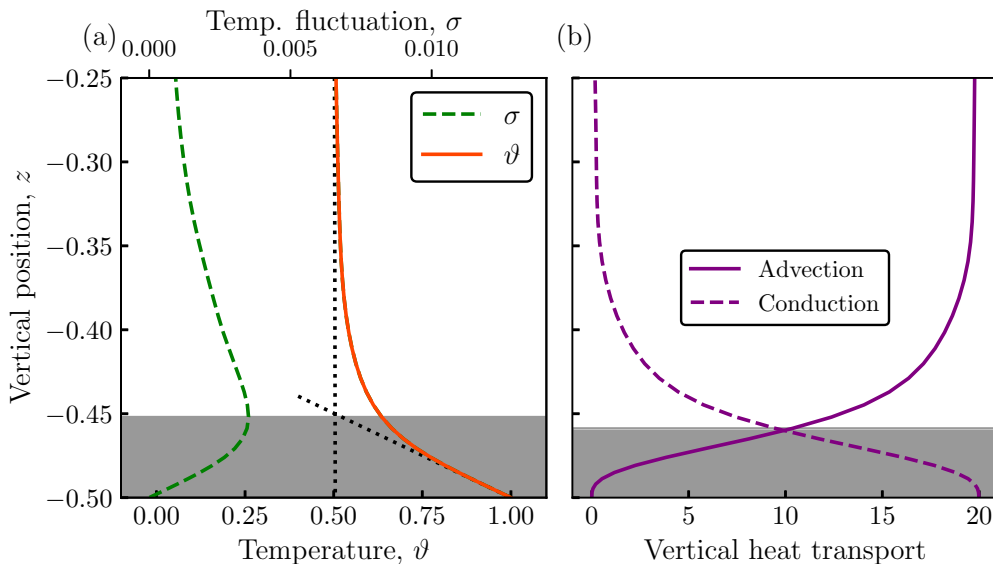 (a)
Temp. fluctuation, σ
0.000 0.005 0.010
−0.25
−0.30
−0.35
−0.40
−0.45
−0.50
Vertical position, z
σ
ϑ
0.00 0.25 0.50 0.75 1.00
Temperature, ϑ
(b)
Advection
Conduction
0 5 10 15 20
Vertical heat transport